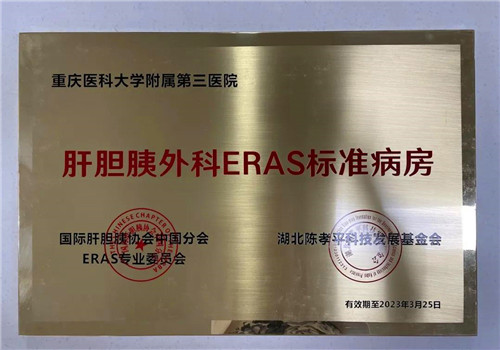 重庆医科大学附属第三医院
肝胆胰外科ERAS标准病房
国际肝胆胰协会中国分会
ERAS专业委员会
湖北陈孝平科技发展基金会
有效期至2023年3月25日